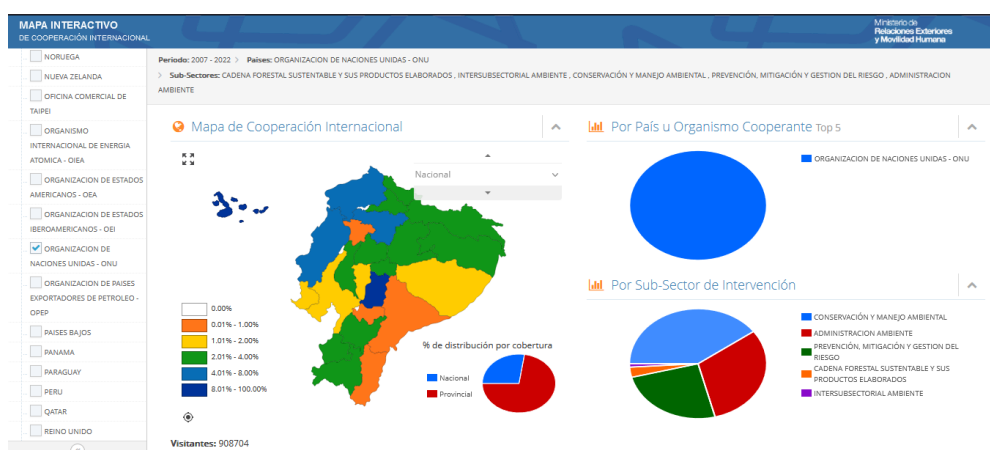 MAPA INTERACTIVO
DE COOPERACIÓN INTERNACIONAL
Ministerio de
Relaciones Exteriores
y Movilidad Humana
NORUEGA
NUEVA ZELANDA
OFICINA COMERCIAL DE
TAIPEI
ORGANISMO
INTERNACIONAL DE ENERGIA
ATOMICA - OIEA
ORGANIZACION DE ESTADOS
AMERICANOS - OEA
ORGANIZACION DE ESTADOS
IBEROAMERICANOS - OEI
ORGANIZACION DE
NACIONES UNIDAS - ONU
ORGANIZACION DE PAISES
EXPORTADORES DE PETROLEO -
OPEP
PAISES BAJOS
PANAMA
PARAGUAY
PERU
QATAR
REINO UNIDO
Periodo: 2007 - 2022 > Paises: ORGANIZACION DE NACIONES UNIDAS - ONU
> Sub-Sectores: CADENA FORESTAL SUSTENTABLE Y SUS PRODUCTOS ELABORADOS , INTERSUBSECTORIAL AMBIENTE , CONSERVACIÓN Y MANEJO AMBIENTAL , PREVENCIÓN, MITIGACIÓN Y GESTION DEL RIESGO , ADMINISTRACION
AMBIENTE
Mapa de Cooperación Internacional
Nacional
0.00%
0.01% - 1.00%
1.01% - 2.00%
2.01% - 4.00%
4.01% - 8.00%
8.01% - 100.00%
% de distribución por cobertura
Nacional
Provincial
Visitantes: 908704
Por País u Organismo Cooperante Top 5
ORGANIZACION DE NACIONES UNIDAS - ONU
Por Sub-Sector de Intervención
CONSERVACIÓN Y MANEJO AMBIENTAL
ADMINISTRACION AMBIENTE
PREVENCIÓN, MITIGACIÓN Y GESTION DEL
RIESGO
CADENA FORESTAL SUSTENTABLE Y SUS
PRODUCTOS ELABORADOS
INTERSUBSECTORIAL AMBIENTE